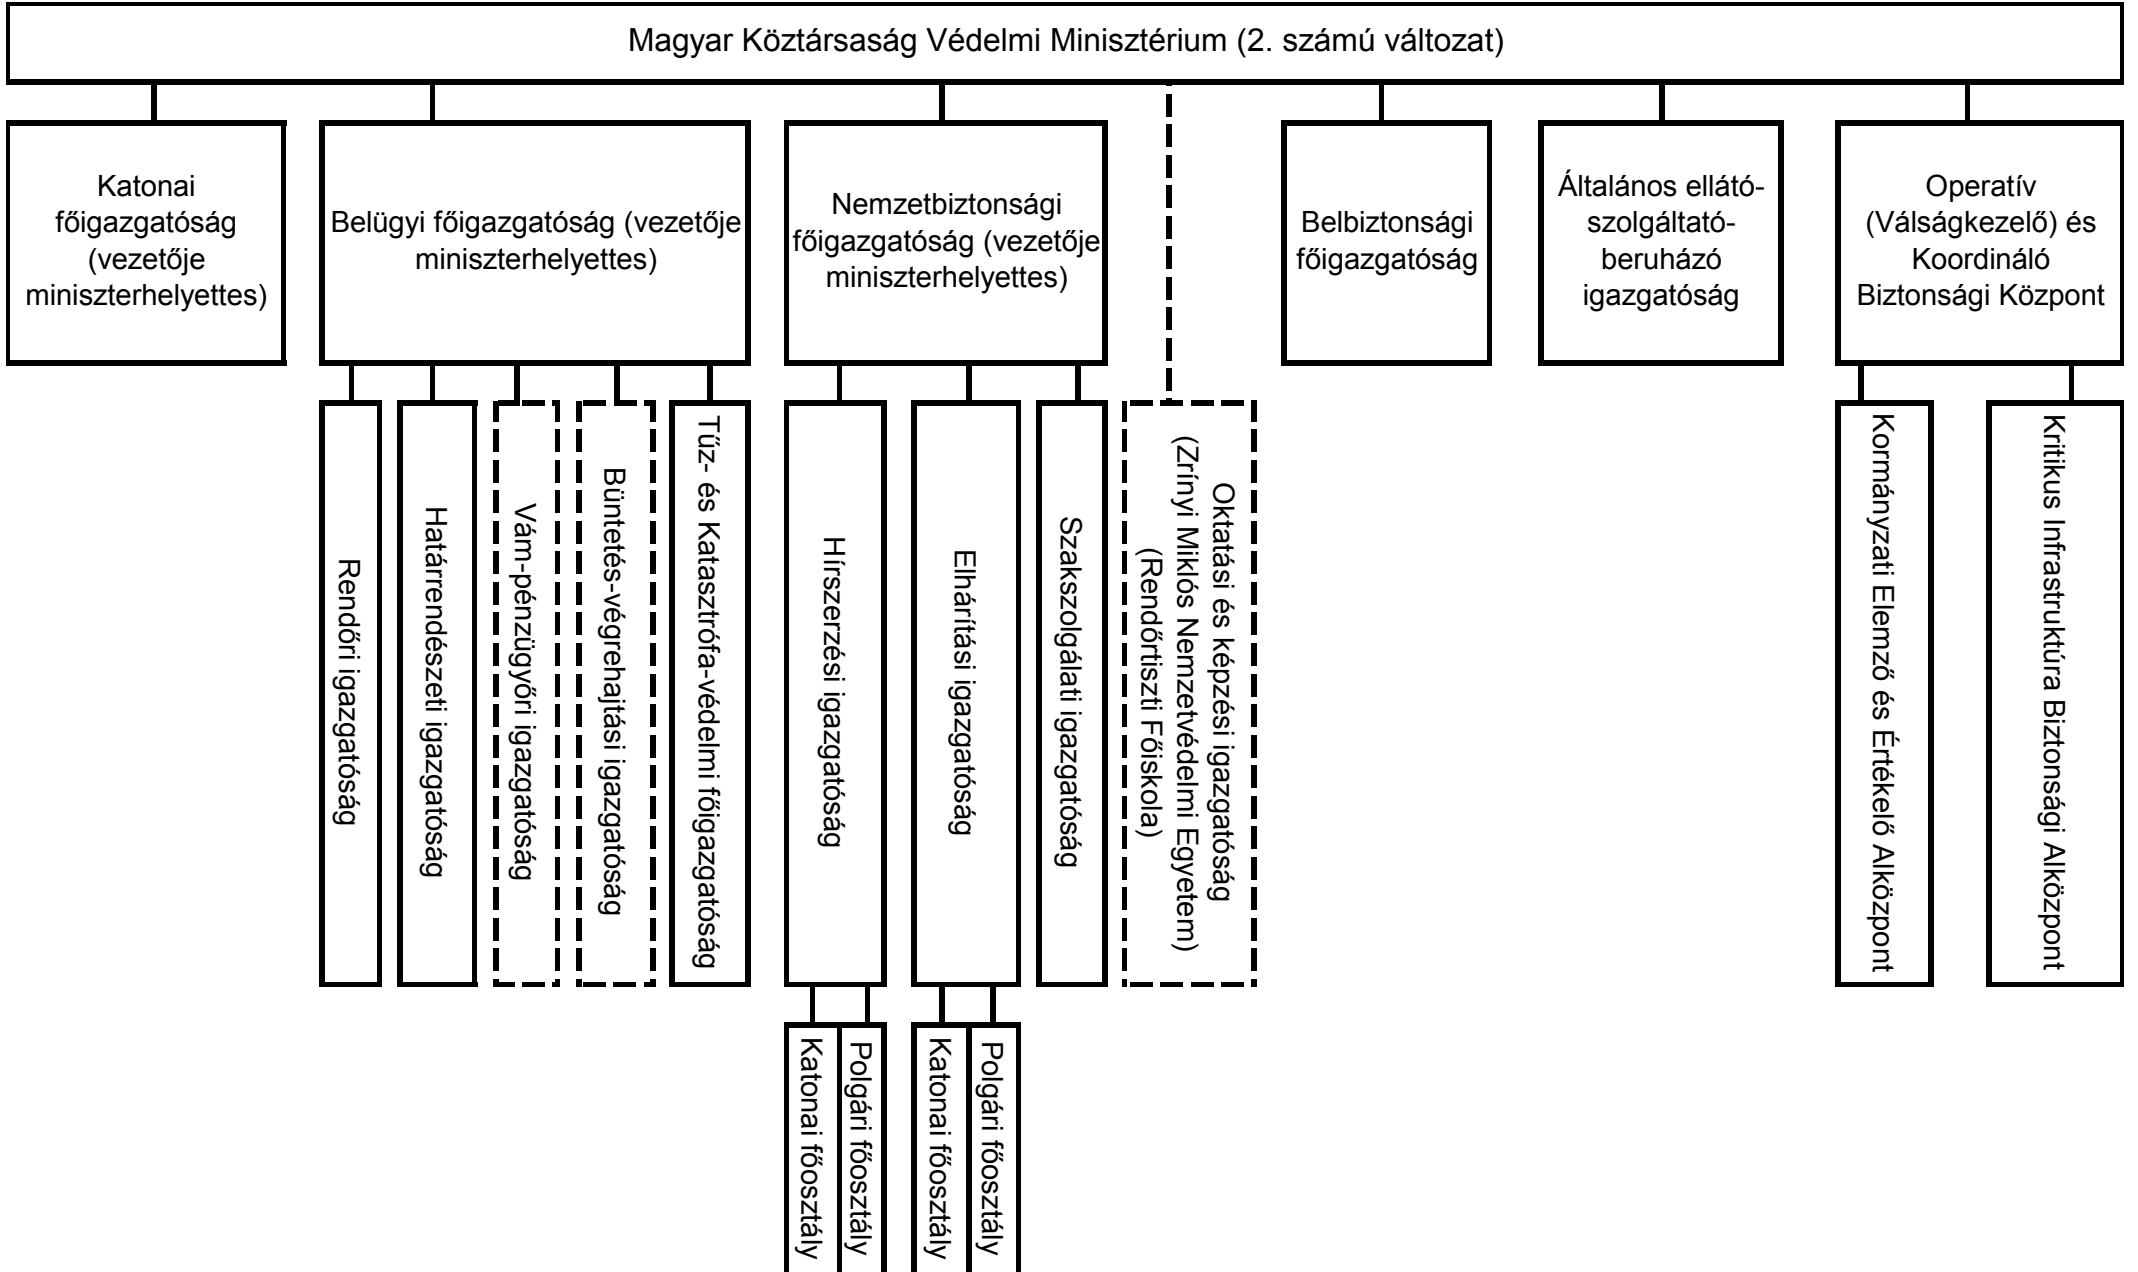 Magyar Köztársaság Védelmi Minisztérium (2. számú változat)
Katonai
főigazgatóság
(vezetője
miniszterhelyettes)
Belügyi főigazgatóság (vezetője
miniszterhelyettes)
Nemzetbiztonsági
főigazgatóság (vezetője
miniszterhelyettes)
Belbiztonsági
főigazgatóság
Általános ellátó-
szolgáltató-
beruházó
igazgatóság
Operatív
(Válságkezelő) és
Koordináló
Biztonsági Központ
Rendőri igazgatóság
Határrendészeti igazgatóság
Vám-pénzügyőri igazgatóság
Büntetés-végrehajtási igazgatóság
Tűz- és Katasztrófa-védelmi főigazgatóság
Hírszerzési igazgatóság
Elhárítási igazgatóság
Szakszolgálati igazgatóság
Oktatási és képzési igazgatóság
(Zrínyi Miklós Nemzetvédelmi Egyetem)
(Rendőrtiszti Főiskola)
Kormányzati Elemző és Értékelő Alközpont
Kritikus Infrastruktúra Biztonsági Alközpont
Katonai főosztály
Polgári főosztály
Katonai főosztály
Polgári főosztály